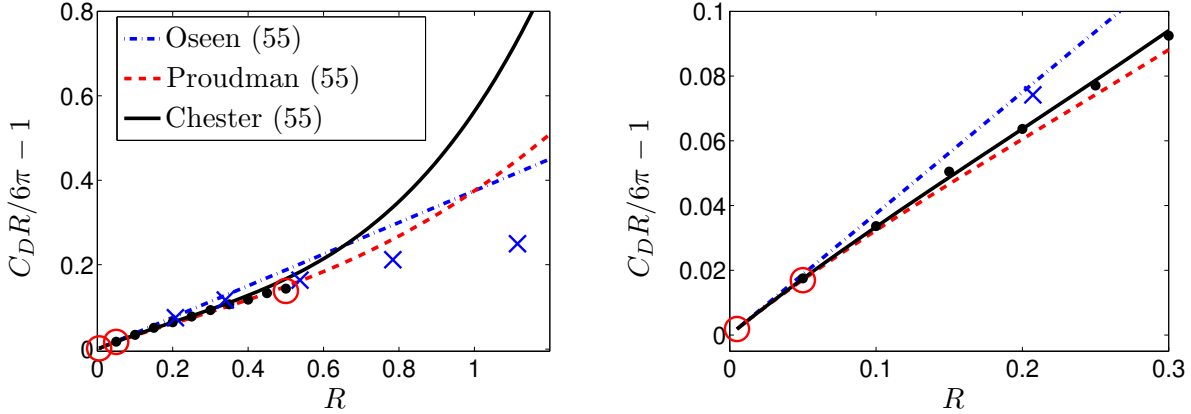 0.8
0.6
0.4
0.2
0
0 0.2 0.4 0.6 0.8 1
C_D R/6π − 1
R
Oseen (55)
Proudman (55)
Chester (55)
0.1
0.08
0.06
0.04
0.02
0
0 0.1 0.2 0.3
C_D R/6π − 1
R